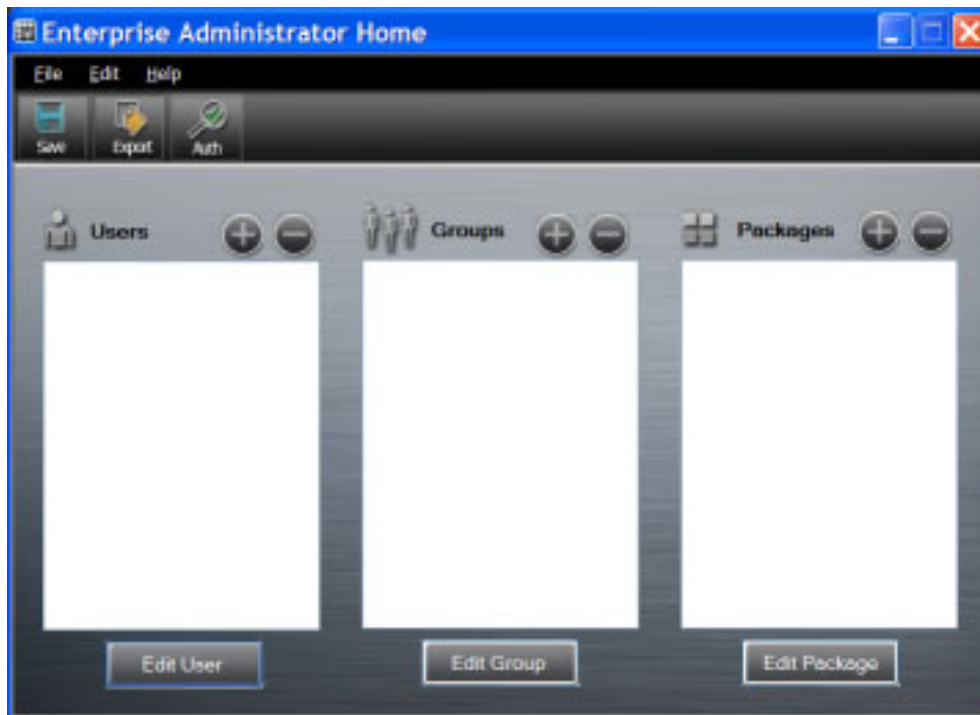 Enterprise Administrator Home
File Edit Help
Save Export Auth
Users Groups Packages
Edit User Edit Group Edit Package